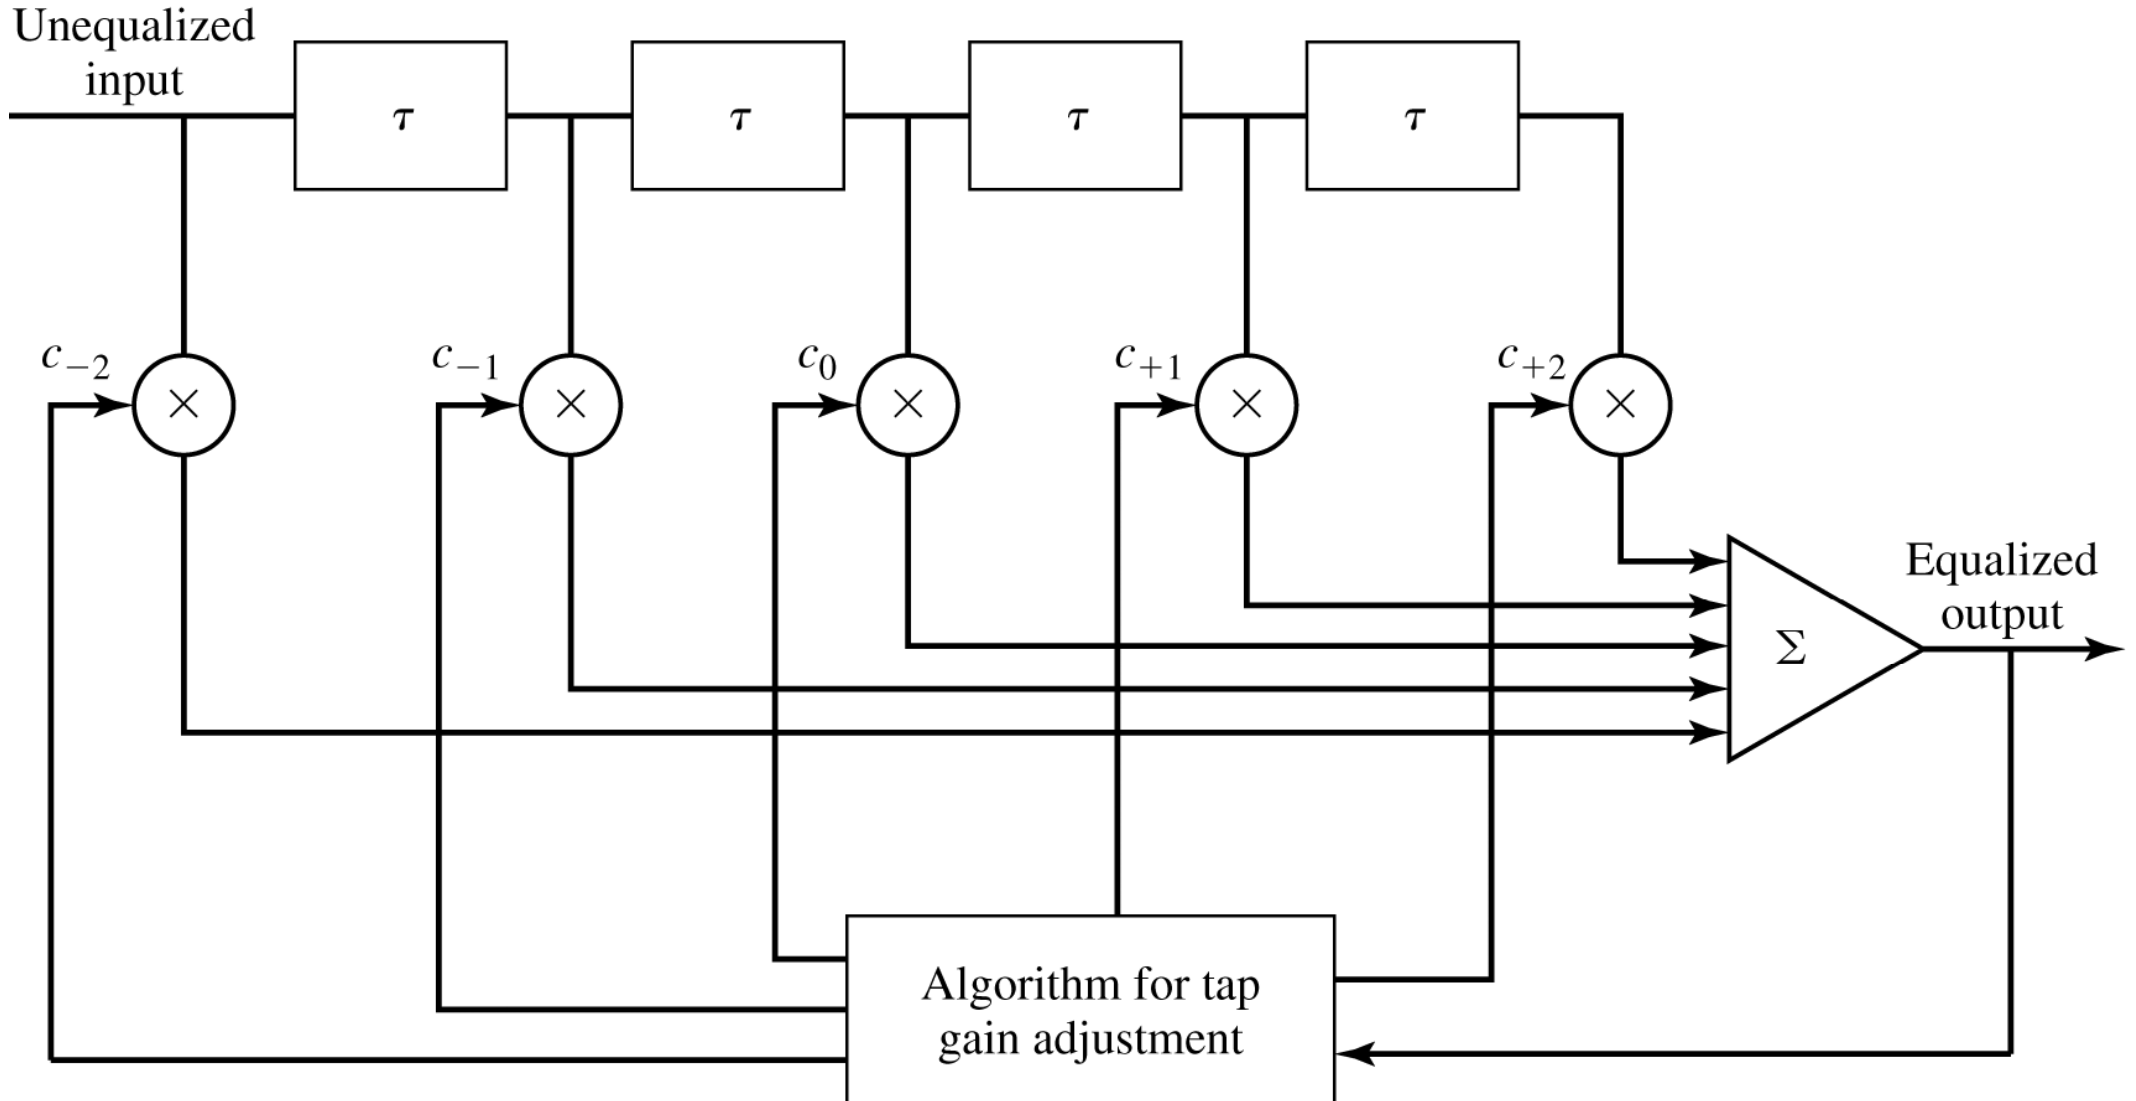 Unequalized
input
τ
τ
τ
τ
c₋₂
c₋₁
c₀
c₊₁
c₊₂
×
×
×
×
×
Σ
Equalized
output
Algorithm for tap
gain adjustment